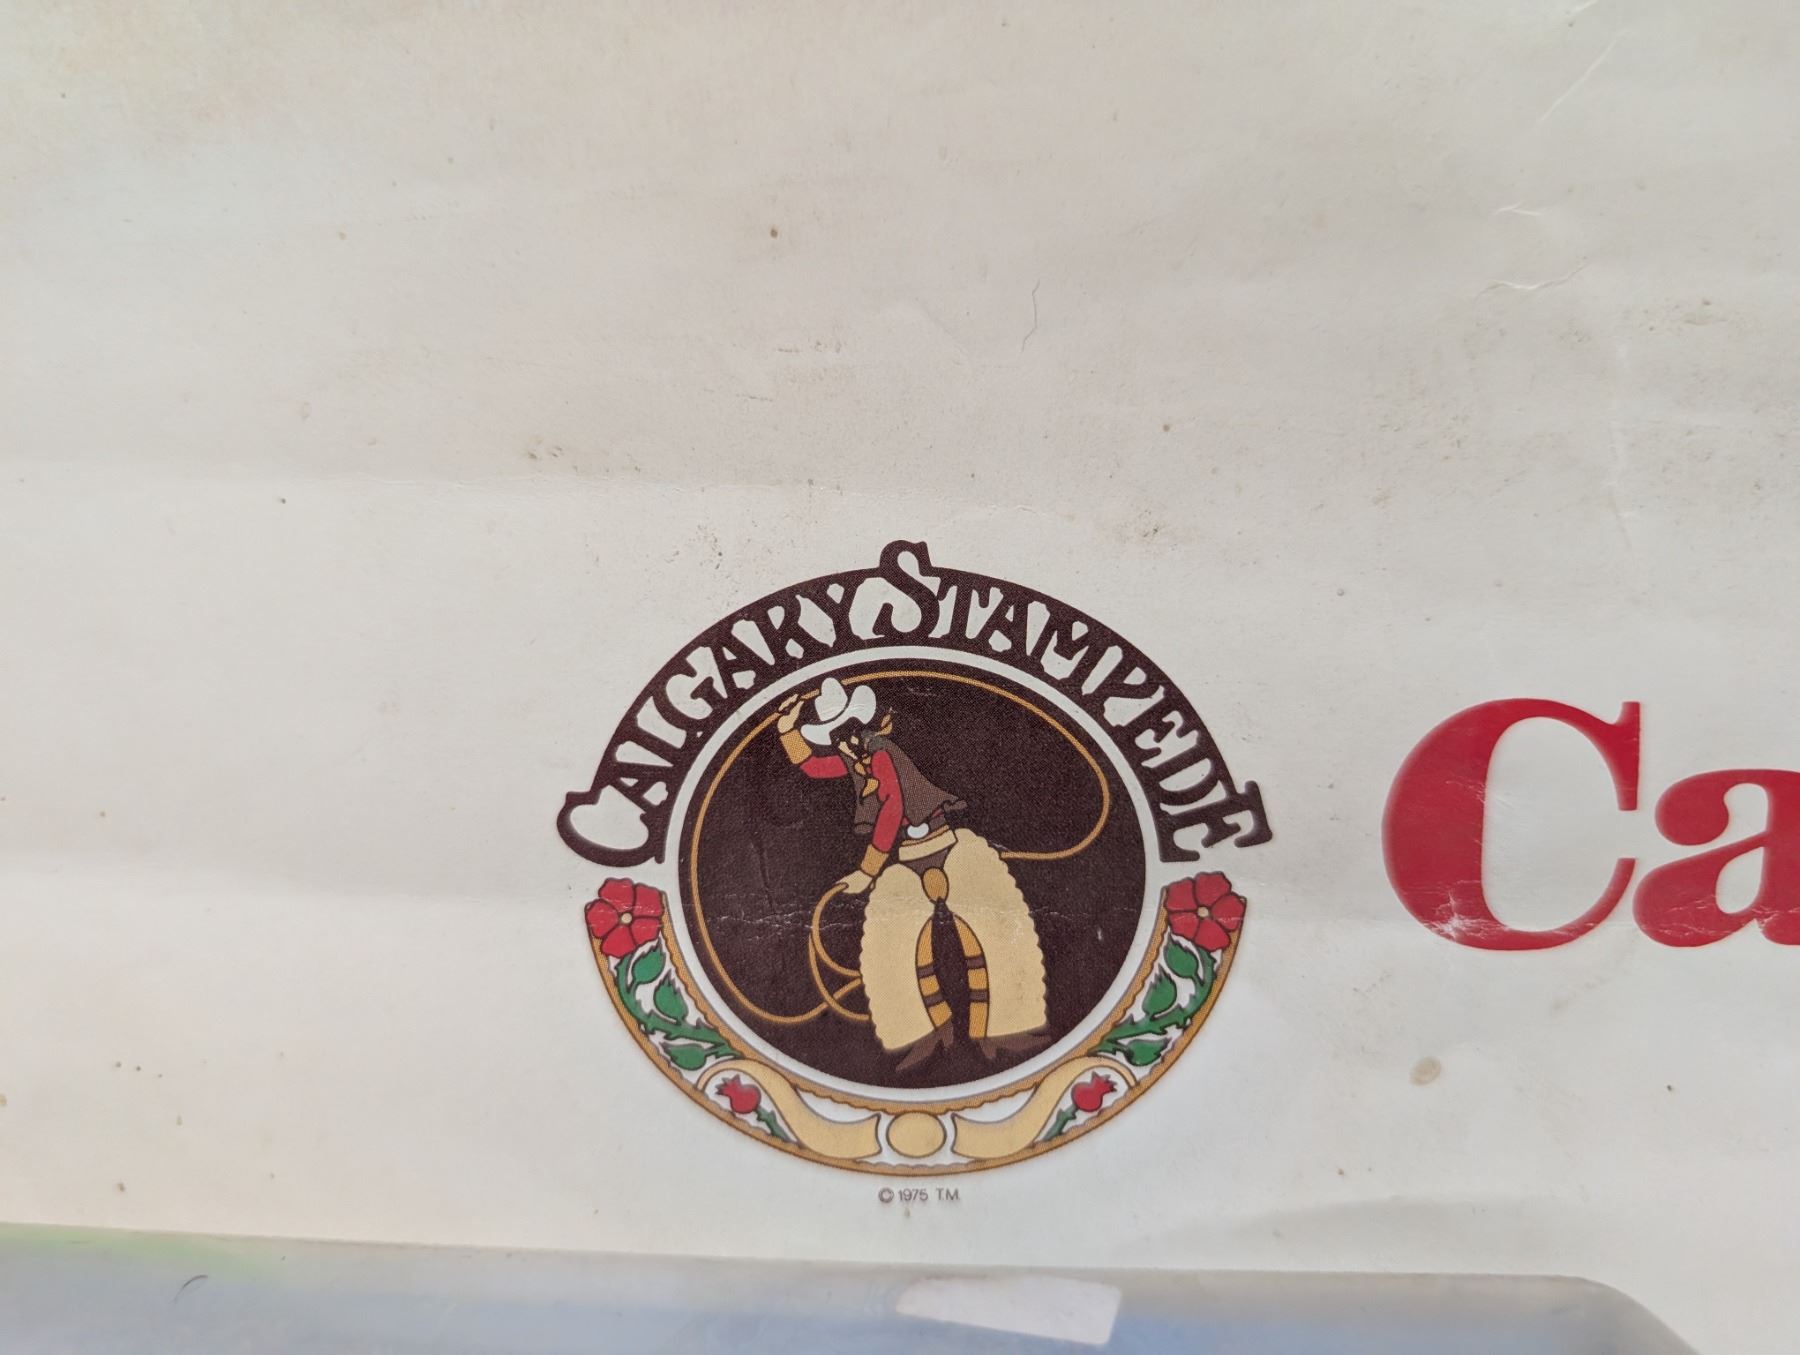 CALGARY STAMPEDE
Ca
© 1975 T.M.